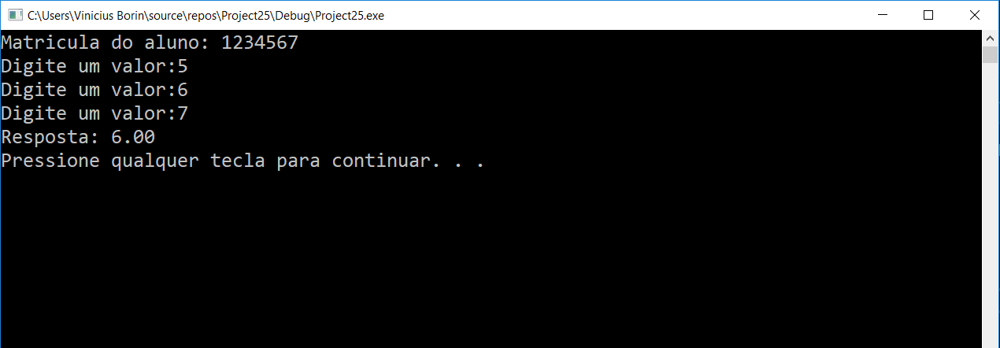 C:\Users\Vinicius Borin\source\repos\Project25\Debug\Project25.exe
Matricula do aluno: 1234567
Digite um valor:5
Digite um valor:6
Digite um valor:7
Resposta: 6.00
Pressione qualquer tecla para continuar. . .